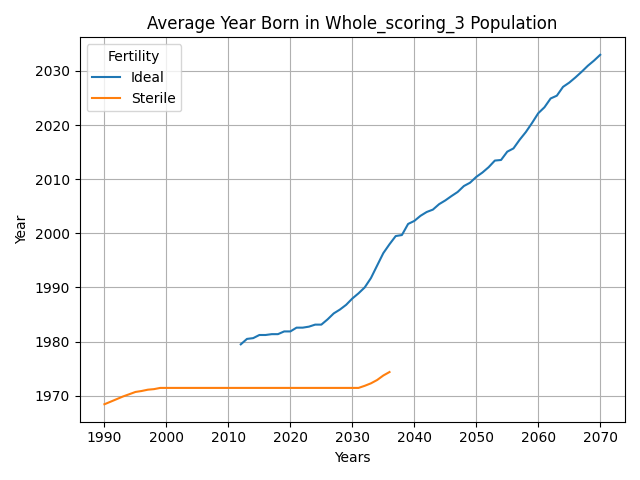 Average Year Born in Whole_scoring_3 Population
Fertility
Ideal
Sterile
Year
2030
2020
2010
2000
1990
1980
1970
1990 2000 2010 2020 2030 2040 2050 2060 2070
Years